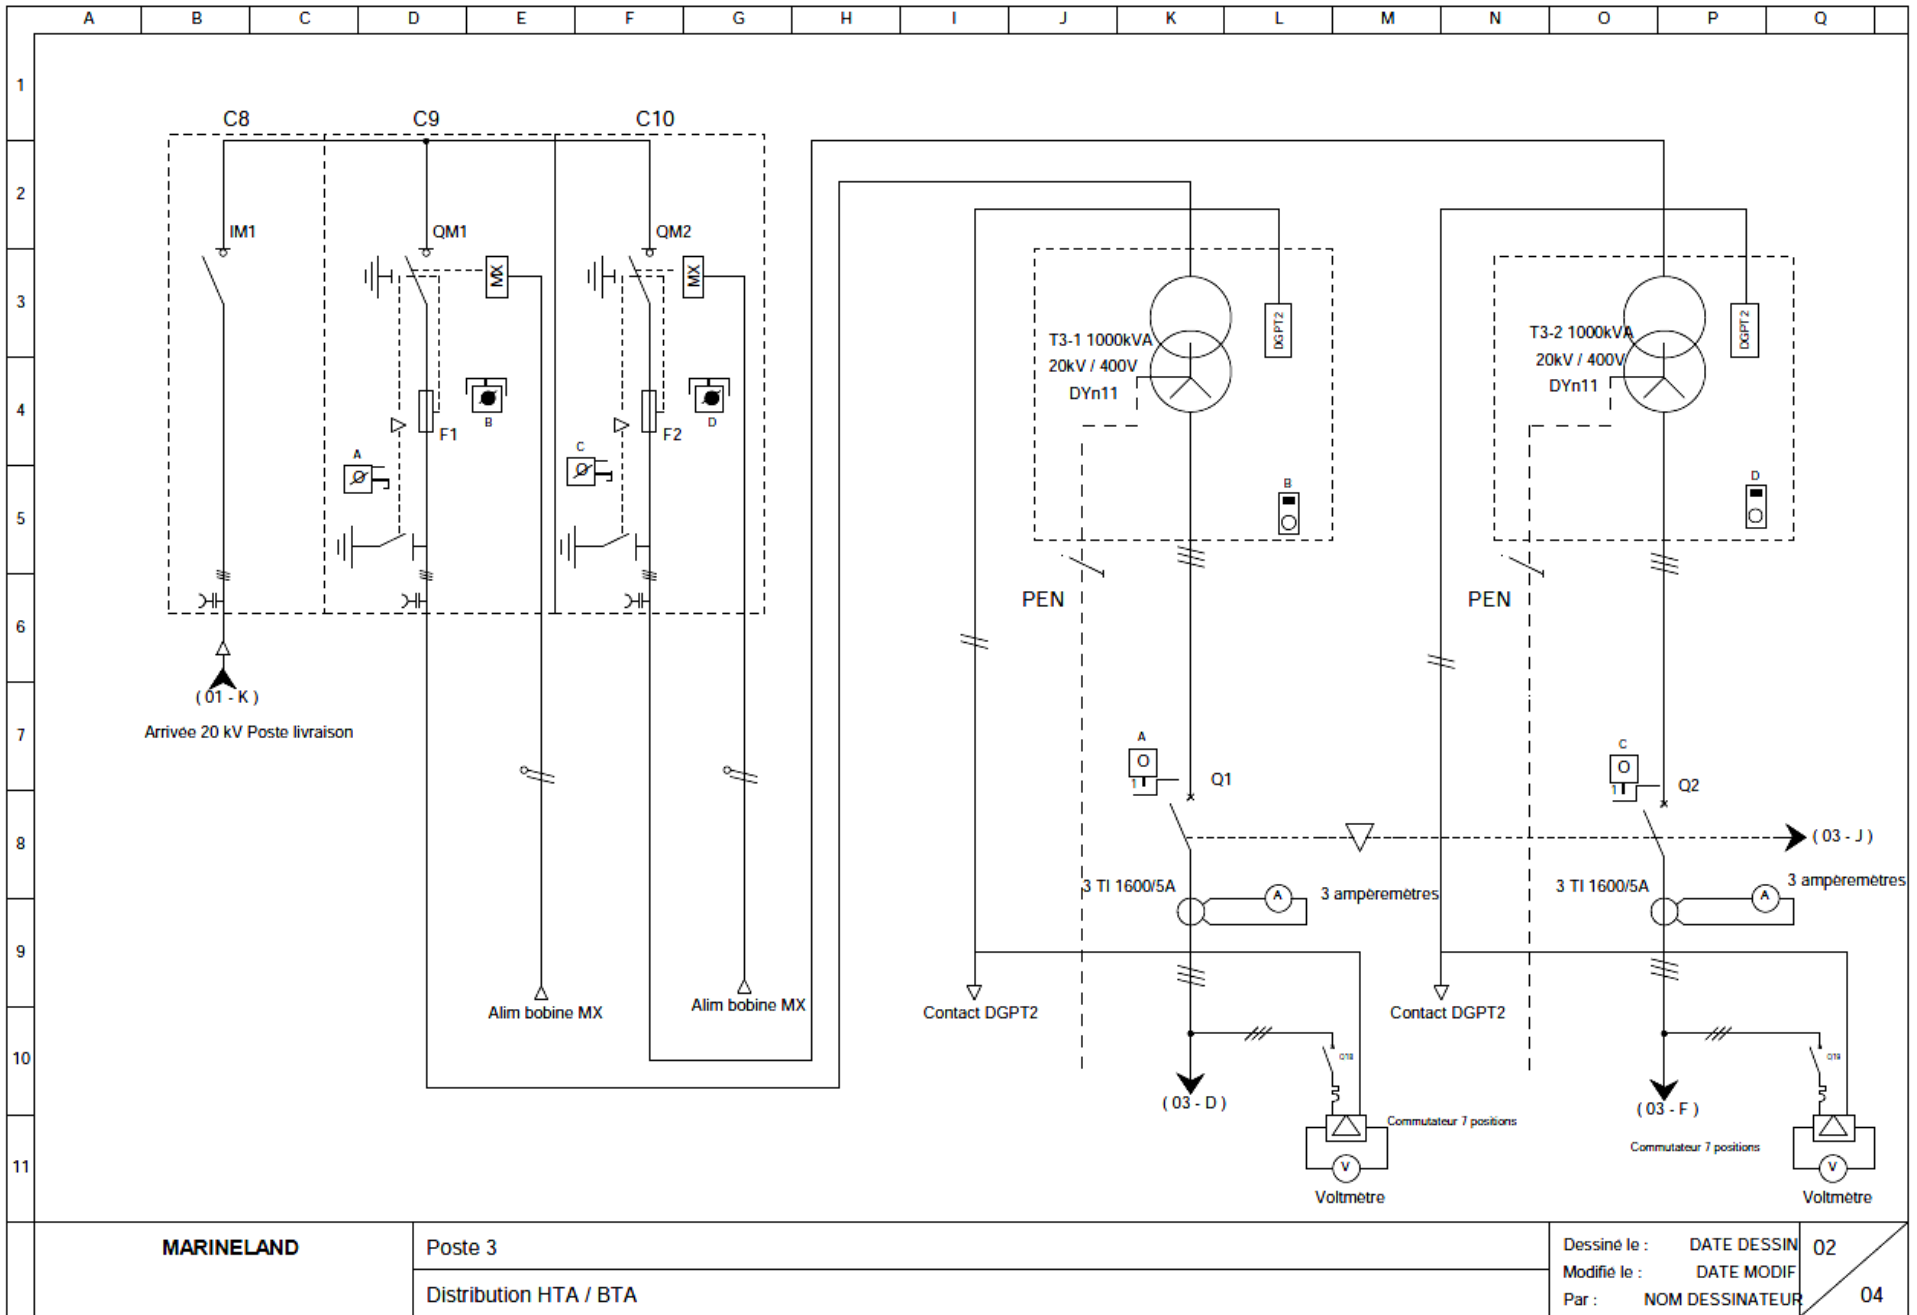 A B C D E F G H I J K L M N O P Q
1
C8 C9 C10
2
IM1 QM1 QM2
MX MX
3
DGPT2 DGPT2
T3-1 1000kVA
20kV / 400V
DYn11
T3-2 1000kVA
20kV / 400V
DYn11
4
B D
F1 F2
A C
B D
5
PEN PEN
6
( 01 - K )
Arrivée 20 kV Poste livraison
7
A C
O O
1 1
Q1 Q2
8
( 03 - J )
3 TI 1600/5A
A
3 ampèremètres
3 TI 1600/5A
A
3 ampèremètres
9
Alim bobine MX
Alim bobine MX
Contact DGPT2
Contact DGPT2
10
Q18 Q19
( 03 - D )
( 03 - F )
Commutateur 7 positions
Commutateur 7 positions
11
V V
Voltmètre
Voltmètre
MARINELAND
Poste 3
Distribution HTA / BTA
Dessiné le : DATE DESSIN
Modifié le : DATE MODIF
Par : NOM DESSINATEUR
02
04